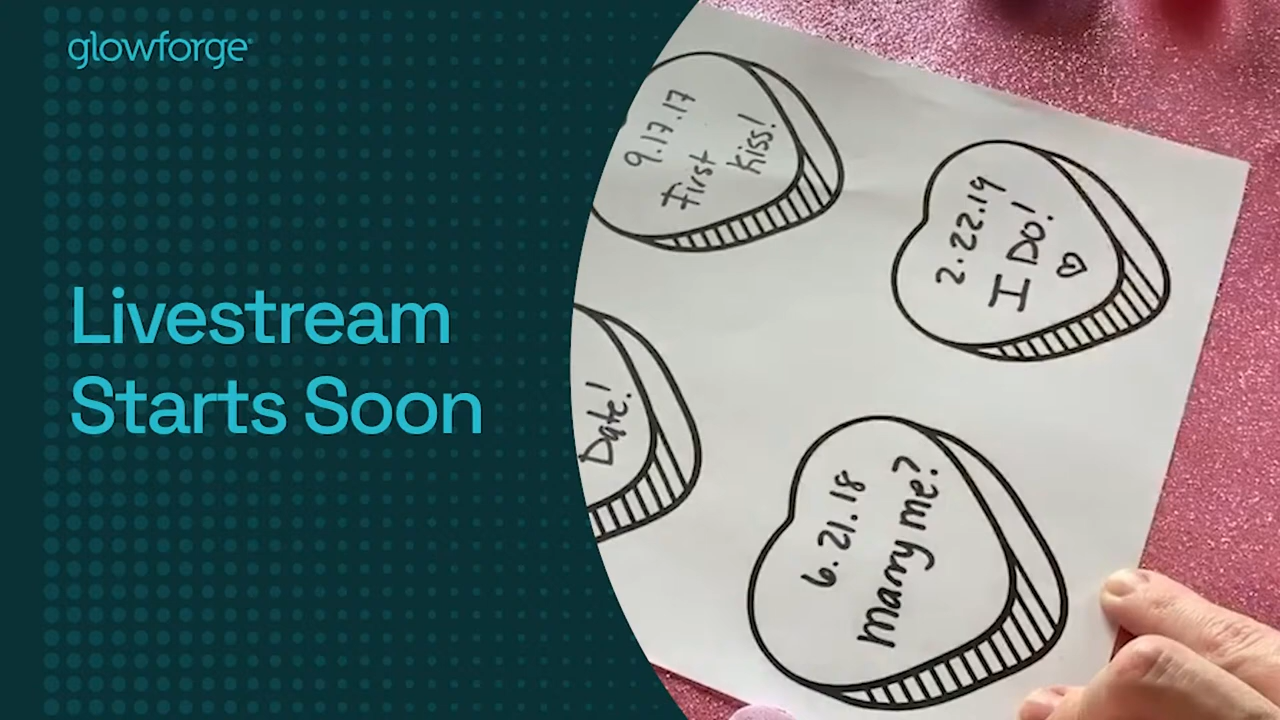 glowforge
Livestream
Starts Soon
9.17.17
First
Kiss!
2.22.19
I DO!
Date!
6.21.18
Marry me?